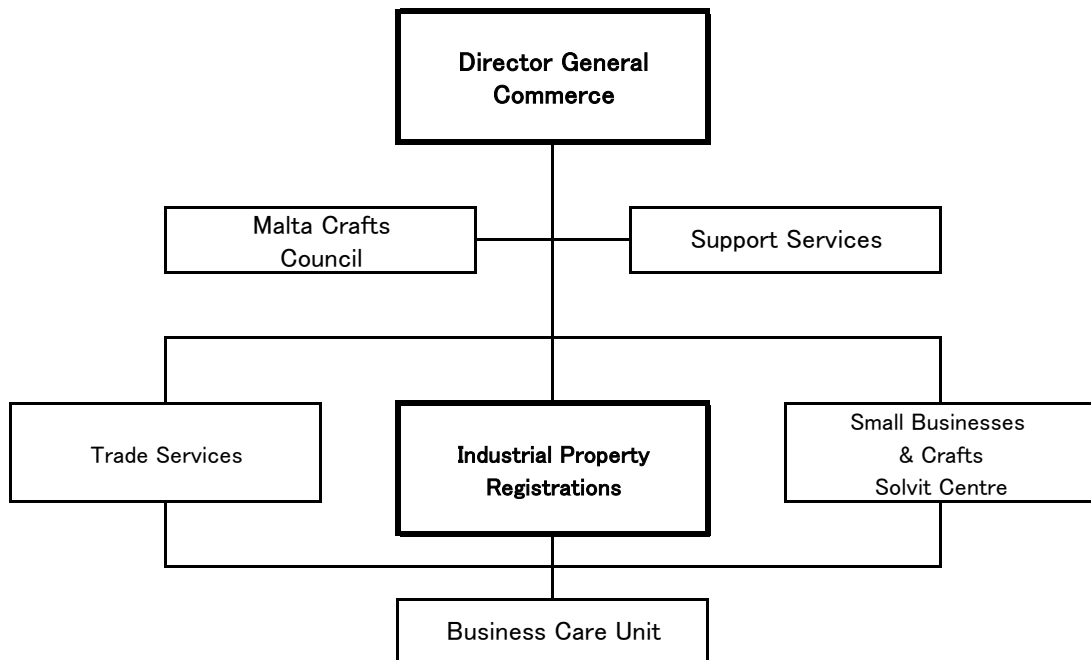 Director General
Commerce
Malta Crafts
Council
Support Services
Trade Services
Industrial Property
Registrations
Small Businesses
& Crafts
Solvit Centre
Business Care Unit